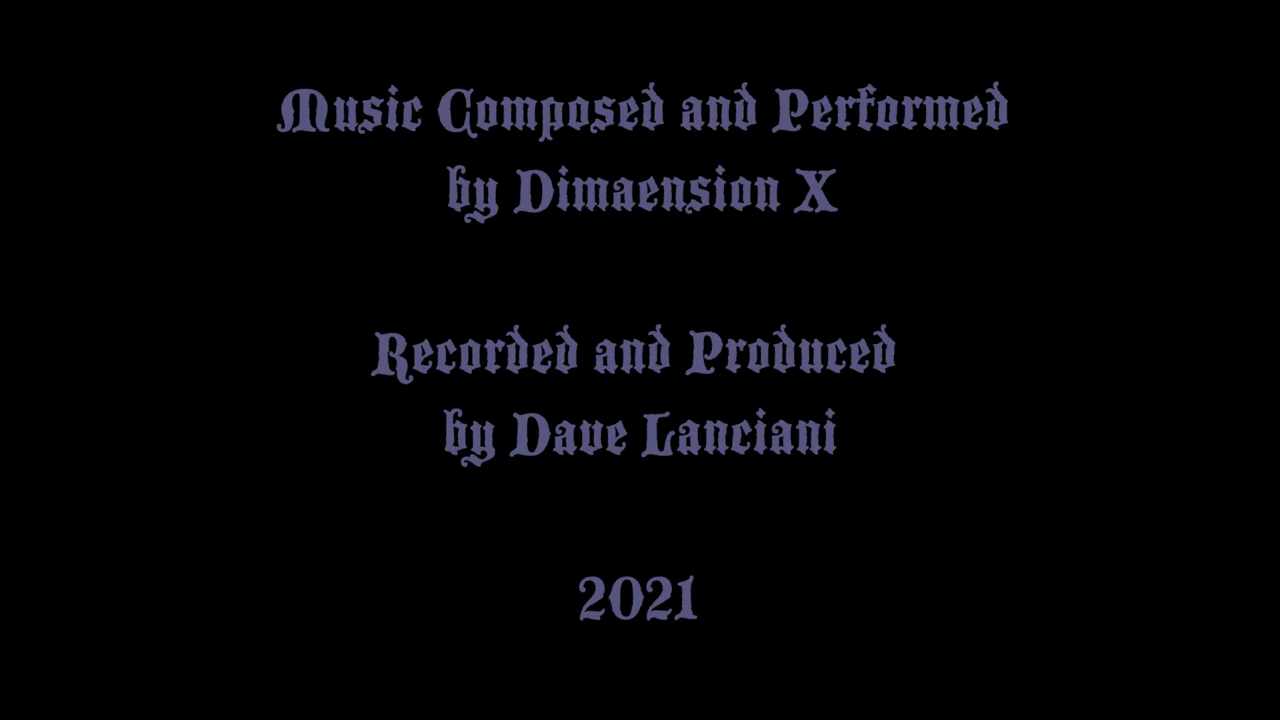 Music Composed and Performed
by Dimaension X
Recorded and Produced
by Dave Lanciani
2021